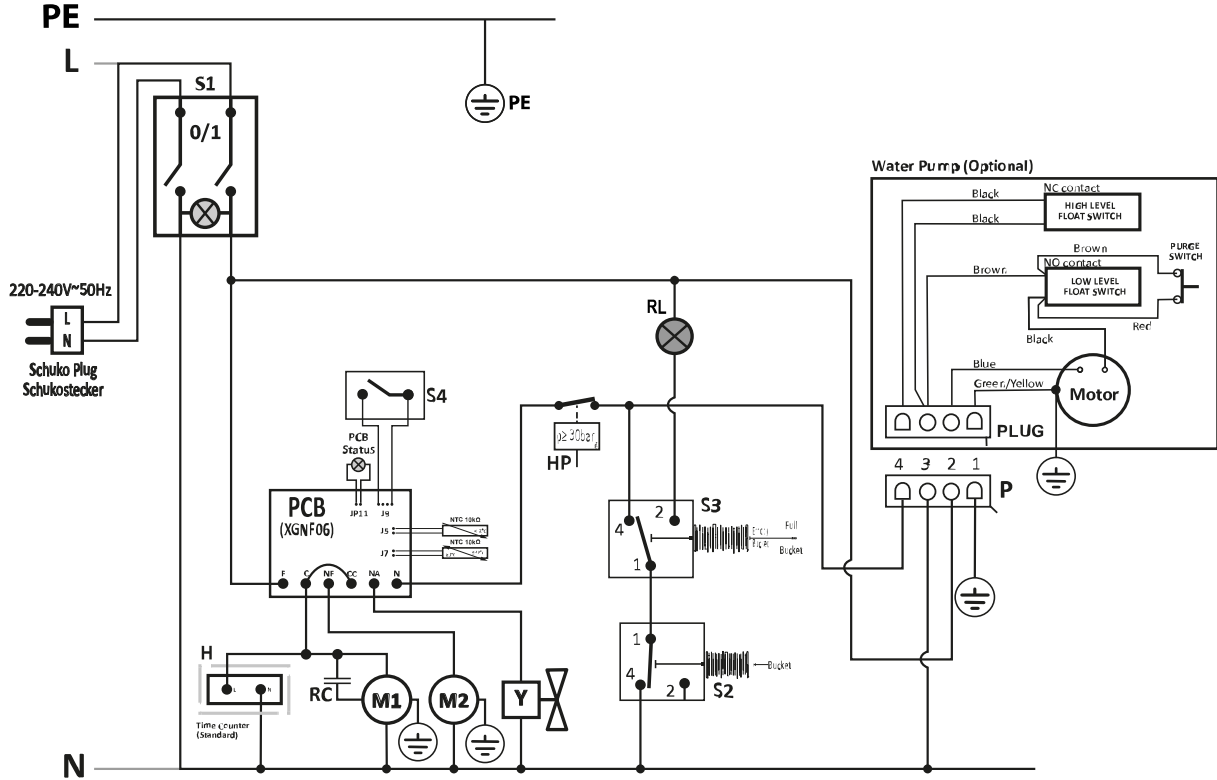 PE
L
S1
0/1
PE
Water Pump (Optional)
NC contact
Black
HIGH LEVEL
FLOAT SWITCH
Black
PURGE
SWITCH
Brown
NO contact
Brown
LOW LEVEL
FLOAT SWITCH
Red
Black
Blue
Green/Yellow
Motor
PLUG
4 3 2 1
P
220-240V~50Hz
L
N
Schuko Plug
Schukostecker
RL
S4
PCB
Status
p≥ 30bar
HP
PCB
(XGNF06)
JP11
J9
J5
NTC 10kΩ
J7
NTC 10kΩ
F C NF CC NA N
S3
2
4
1
Full
Bucket
1
4
2
S2
Bucket
H
L
N
Time Counter
(Standard)
RC
M1
M2
Y
N